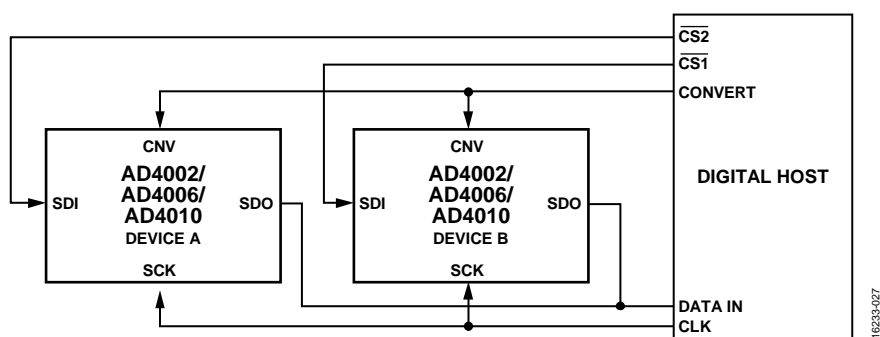 CS2
CS1
CONVERT
CNV
CNV
AD4002/
AD4006/
AD4010
DEVICE A
SDI
SDO
SCK
AD4002/
AD4006/
AD4010
DEVICE B
SDI
SDO
SCK
DIGITAL HOST
DATA IN
CLK
16233-027